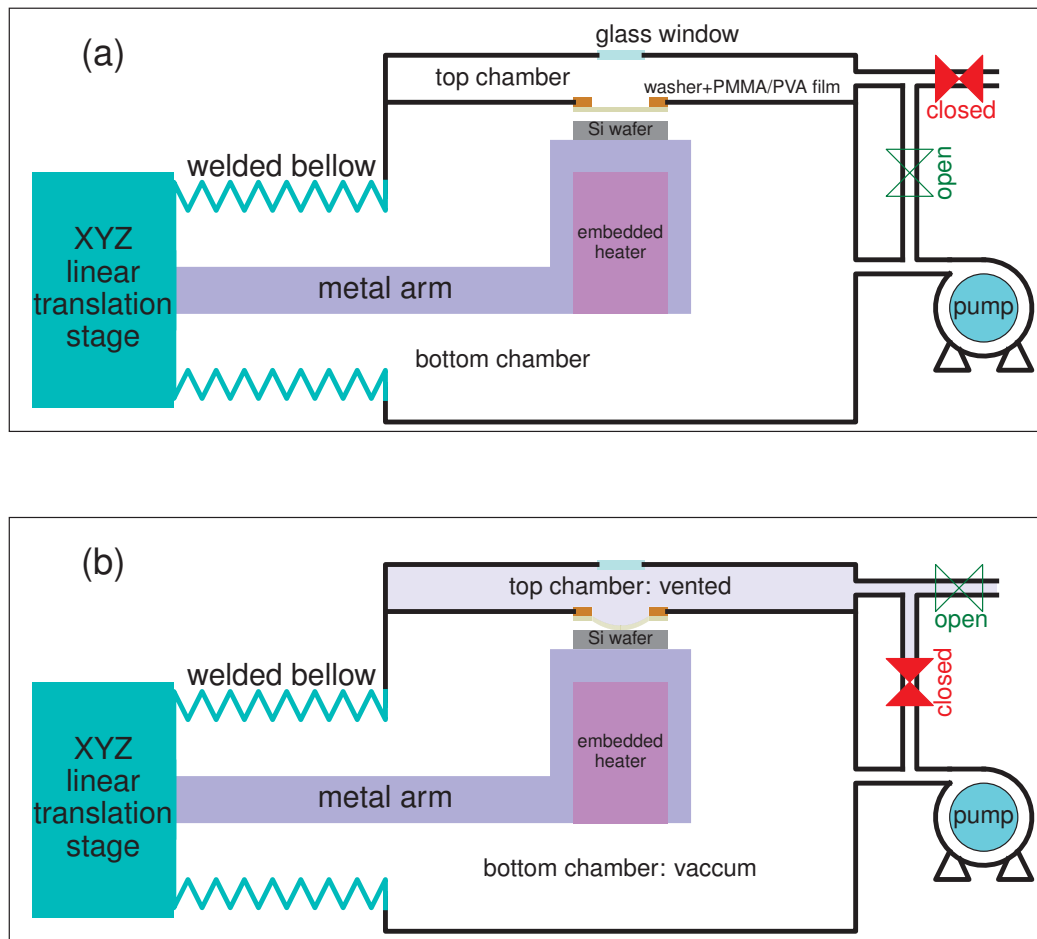 (a)
glass window
top chamber
washer+PMMA/PVA film
closed
Si wafer
welded bellow
open
XYZ
linear
translation
stage
embedded
heater
metal arm
pump
bottom chamber
(b)
top chamber: vented
open
Si wafer
welded bellow
closed
XYZ
linear
translation
stage
embedded
heater
metal arm
pump
bottom chamber: vaccum